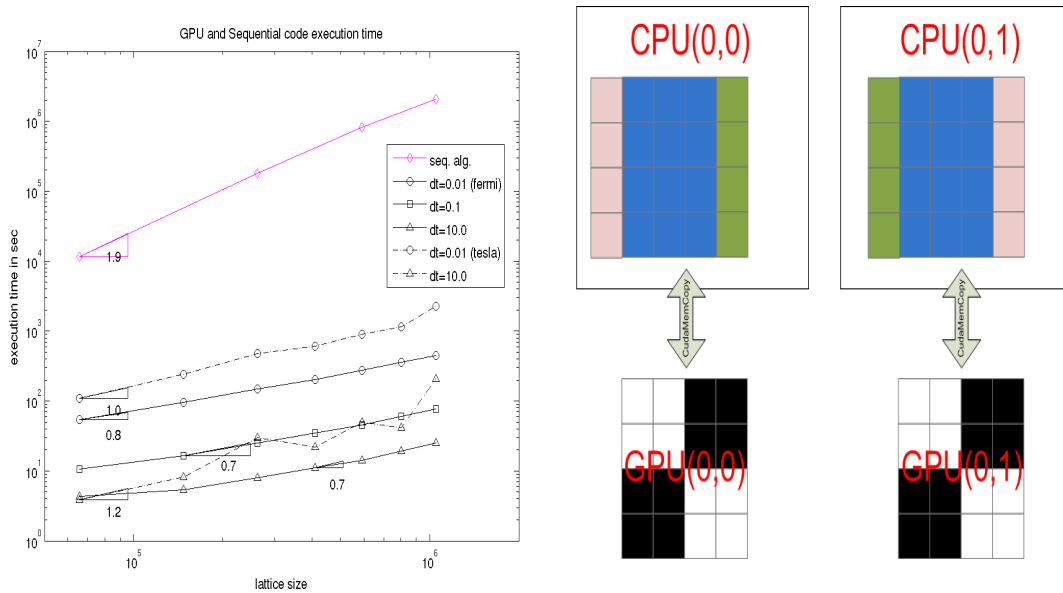 GPU and Sequential code execution time
10^7
10^6
10^5
10^4
10^3
10^2
10^1
10^0
execution time in sec
10^5
10^6
lattice size
seq. alg.
dt=0.01 (fermi)
dt=0.1
dt=10.0
dt=0.01 (tesla)
dt=10.0
1.9
1.0
0.8
0.7
0.7
1.2
CPU(0,0)
CudaMemCopy
GPU(0,0)
CPU(0,1)
CudaMemCopy
GPU(0,1)